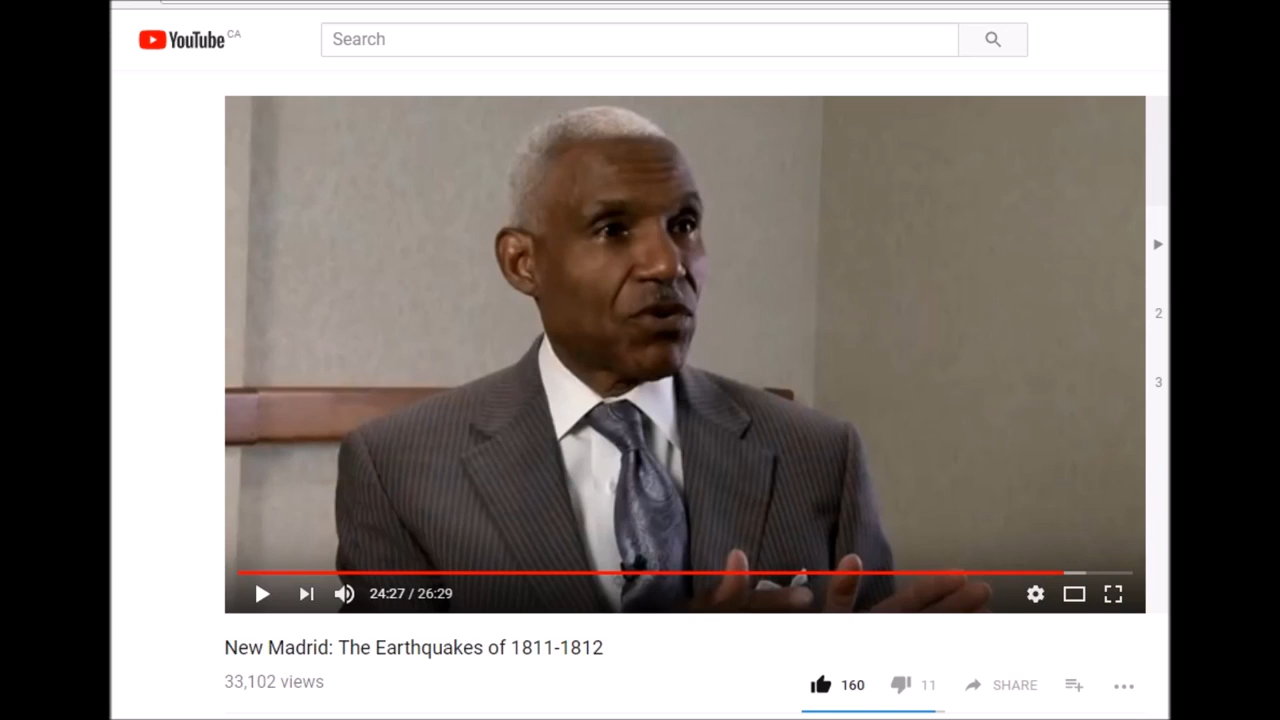 YouTube CA
Search
2
3
24:27 / 26:29
New Madrid: The Earthquakes of 1811-1812
33,102 views
160
11
SHARE